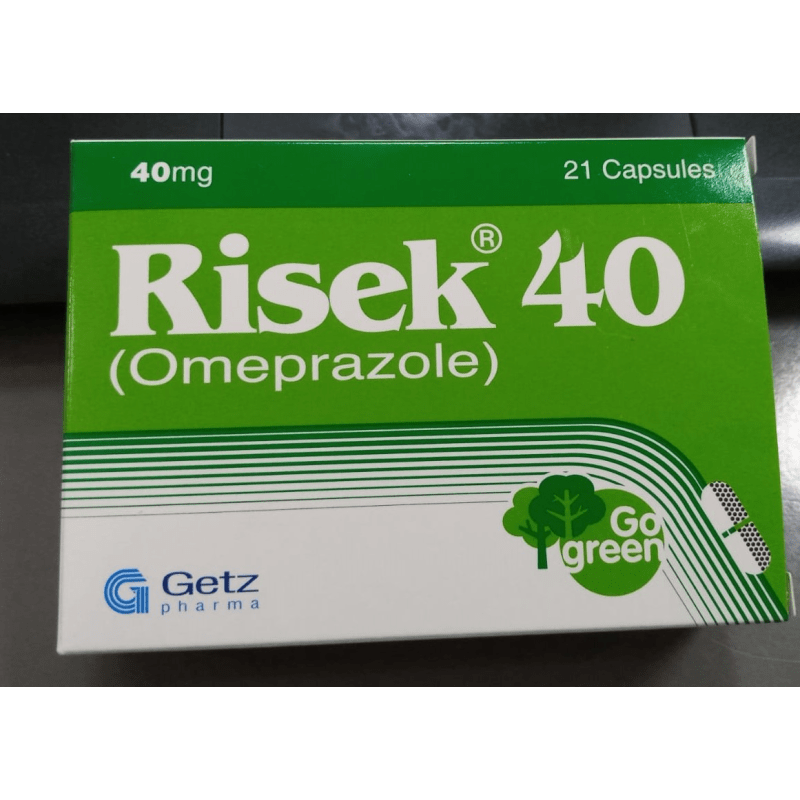 40mg
21 Capsules
Risek® 40
(Omeprazole)
Go
green
Getz
pharma